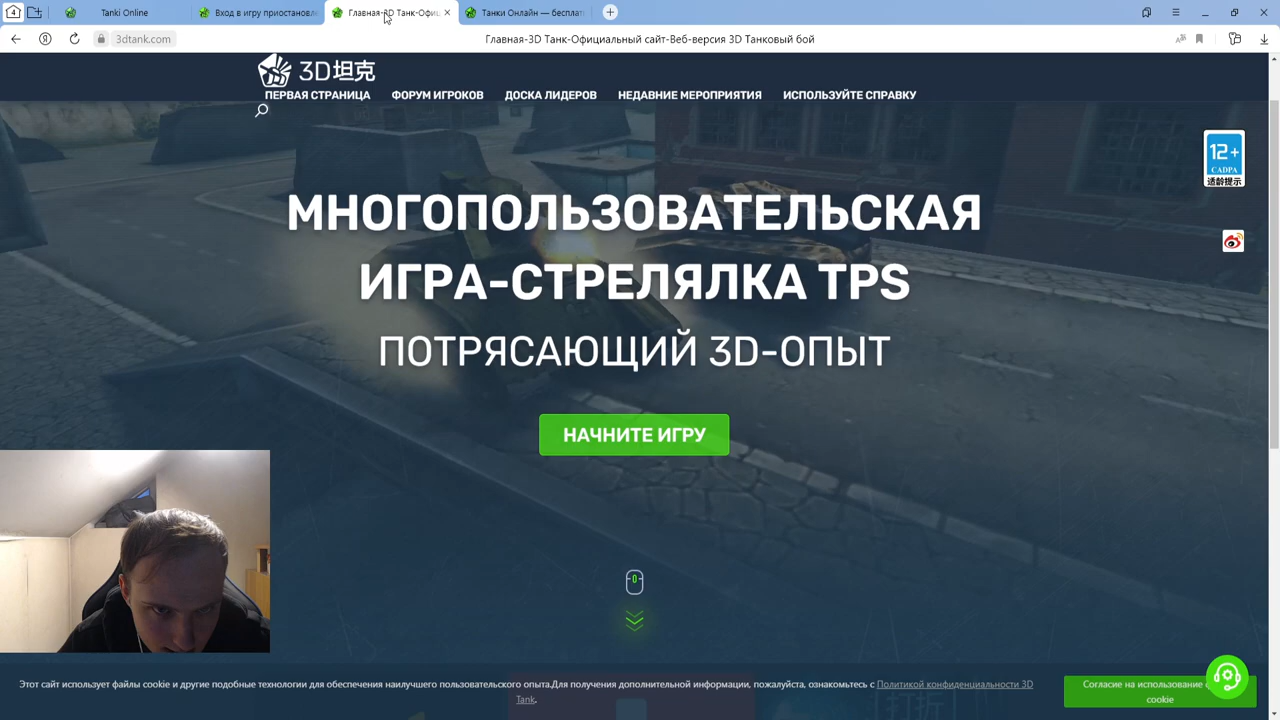 4
Tanki Online
Вход в игру приостановле
Главная-3D Танк-Офиц
Танки Онлайн — бесплат
3dtank.com
Главная-3D Танк-Официальный сайт-Веб-версия 3D Танковый бой
3D坦克
ПЕРВАЯ СТРАНИЦА
ФОРУМ ИГРОКОВ
ДОСКА ЛИДЕРОВ
НЕДАВНИЕ МЕРОПРИЯТИЯ
ИСПОЛЬЗУЙТЕ СПРАВКУ
12+
CADPA
适龄提示
МНОГОПОЛЬЗОВАТЕЛЬСКАЯ
ИГРА-СТРЕЛЯЛКА TPS
ПОТРЯСАЮЩИЙ 3D-ОПЫТ
НАЧНИТЕ ИГРУ
Этот сайт использует файлы cookie и другие подобные технологии для обеспечения наилучшего пользовательского опыта.Для получения дополнительной информации, пожалуйста, ознакомьтесь с Политикой конфиденциальности 3D
Tank.
Согласие на использование
cookie